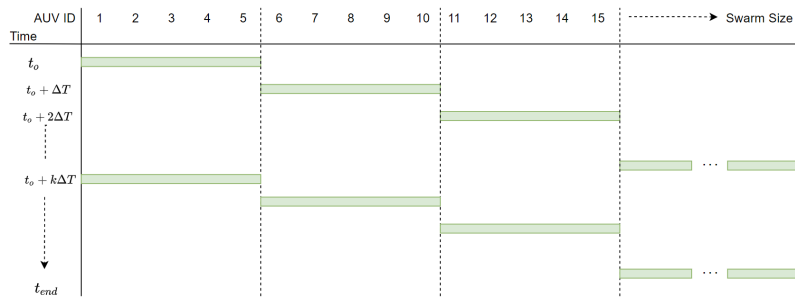 AUV ID 1 2 3 4 5 6 7 8 9 10 11 12 13 14 15 Swarm Size
Time
t_o
t_o + ΔT
t_o + 2ΔT
...
t_o + kΔT
...
t_end